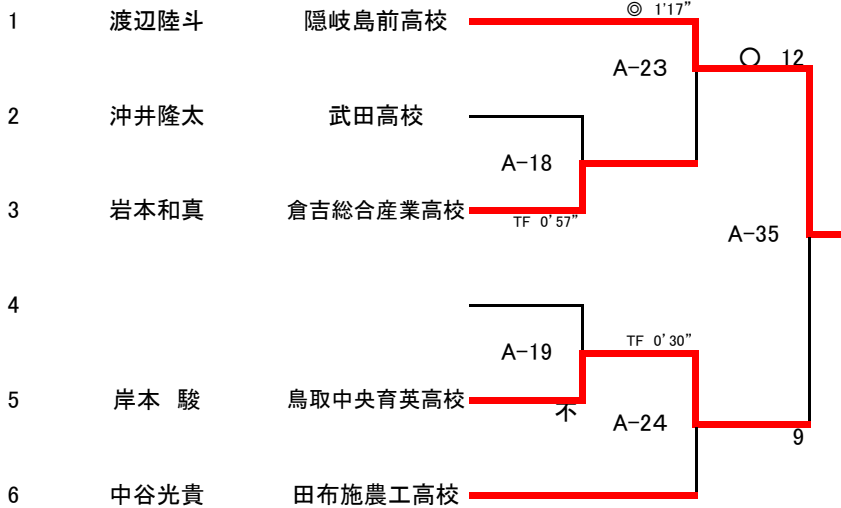 ◎ 1'17"
1 渡辺陸斗 隠岐島前高校
A-23
○ 12
2 沖井隆太 武田高校
A-18
3 岩本和真 倉吉総合産業高校
TF 0'57"
A-35
4
TF 0'30"
A-19
5 岸本 駿 鳥取中央育英高校
不
A-24
9
6 中谷光貴 田布施農工高校